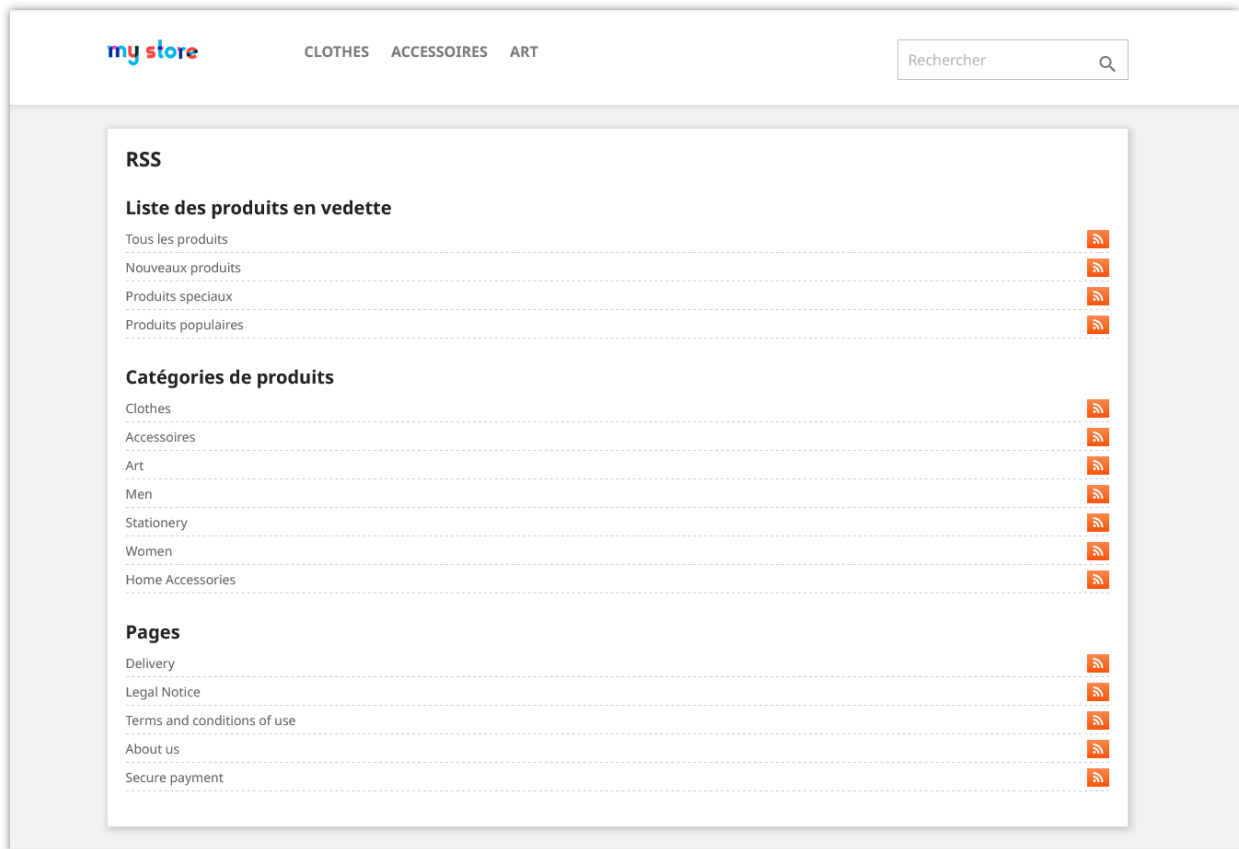 my store
CLOTHES ACCESSOIRES ART
Rechercher
RSS
Liste des produits en vedette
Tous les produits
Nouveaux produits
Produits speciaux
Produits populaires
Catégories de produits
Clothes
Accessoires
Art
Men
Stationery
Women
Home Accessories
Pages
Delivery
Legal Notice
Terms and conditions of use
About us
Secure payment